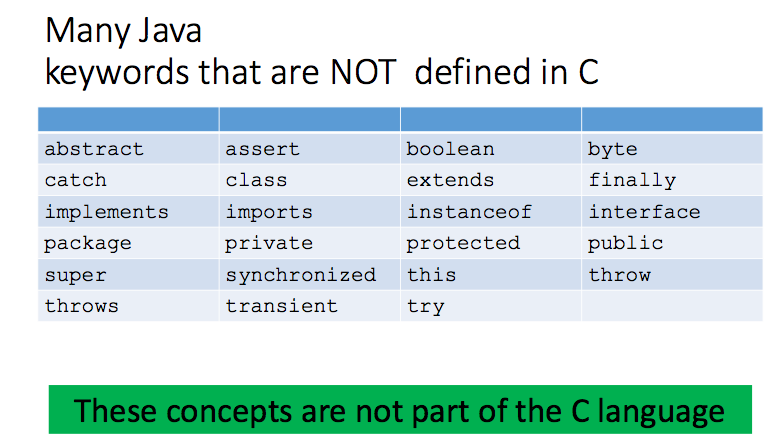 Many Java
keywords that are NOT defined in C
abstract assert boolean byte
catch class extends finally
implements imports instanceof interface
package private protected public
super synchronized this throw
throws transient try
These concepts are not part of the C language